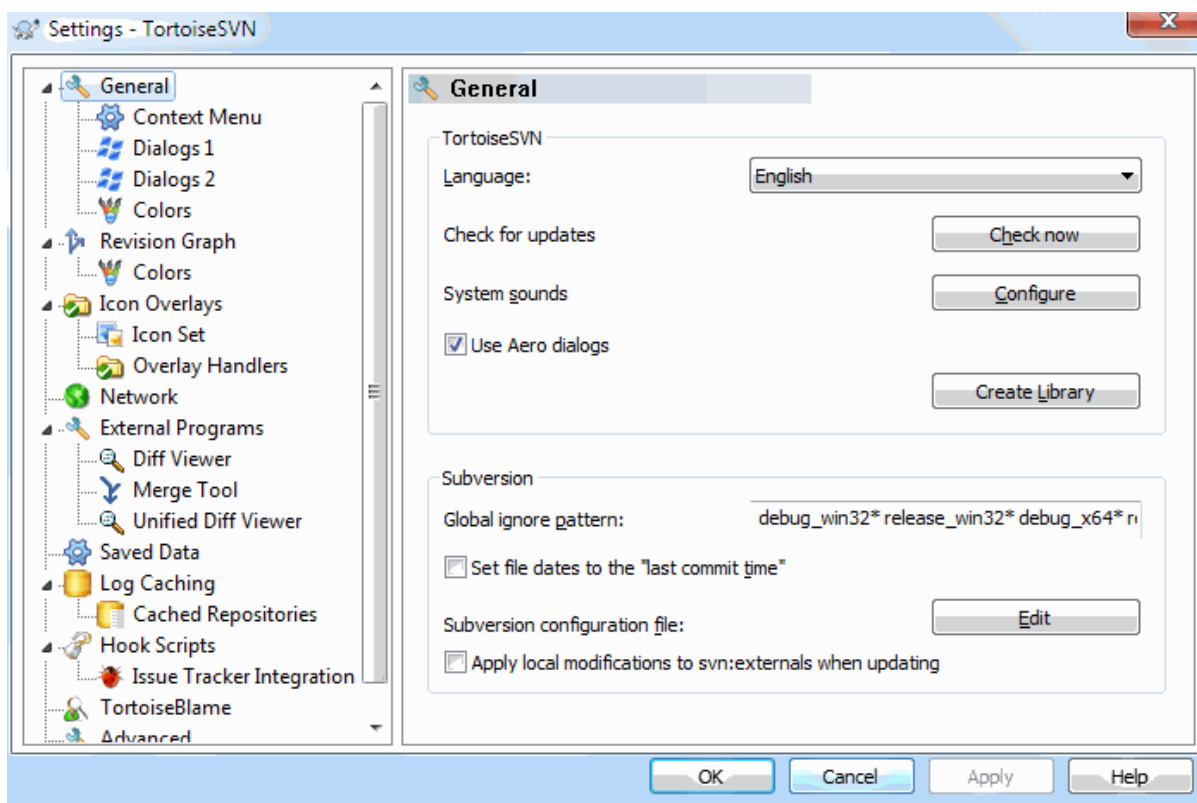 Settings - TortoiseSVN
General
Context Menu
Dialogs 1
Dialogs 2
Colors
Revision Graph
Colors
Icon Overlays
Icon Set
Overlay Handlers
Network
External Programs
Diff Viewer
Merge Tool
Unified Diff Viewer
Saved Data
Log Caching
Cached Repositories
Hook Scripts
Issue Tracker Integration
TortoiseBlame
Advanced
General
TortoiseSVN
Language: English
Check for updates Check now
System sounds Configure
Use Aero dialogs
Create Library
Subversion
Global ignore pattern: debug_win32* release_win32* debug_x64*
Set file dates to the "last commit time"
Subversion configuration file: Edit
Apply local modifications to svn:externals when updating
OK Cancel Apply Help